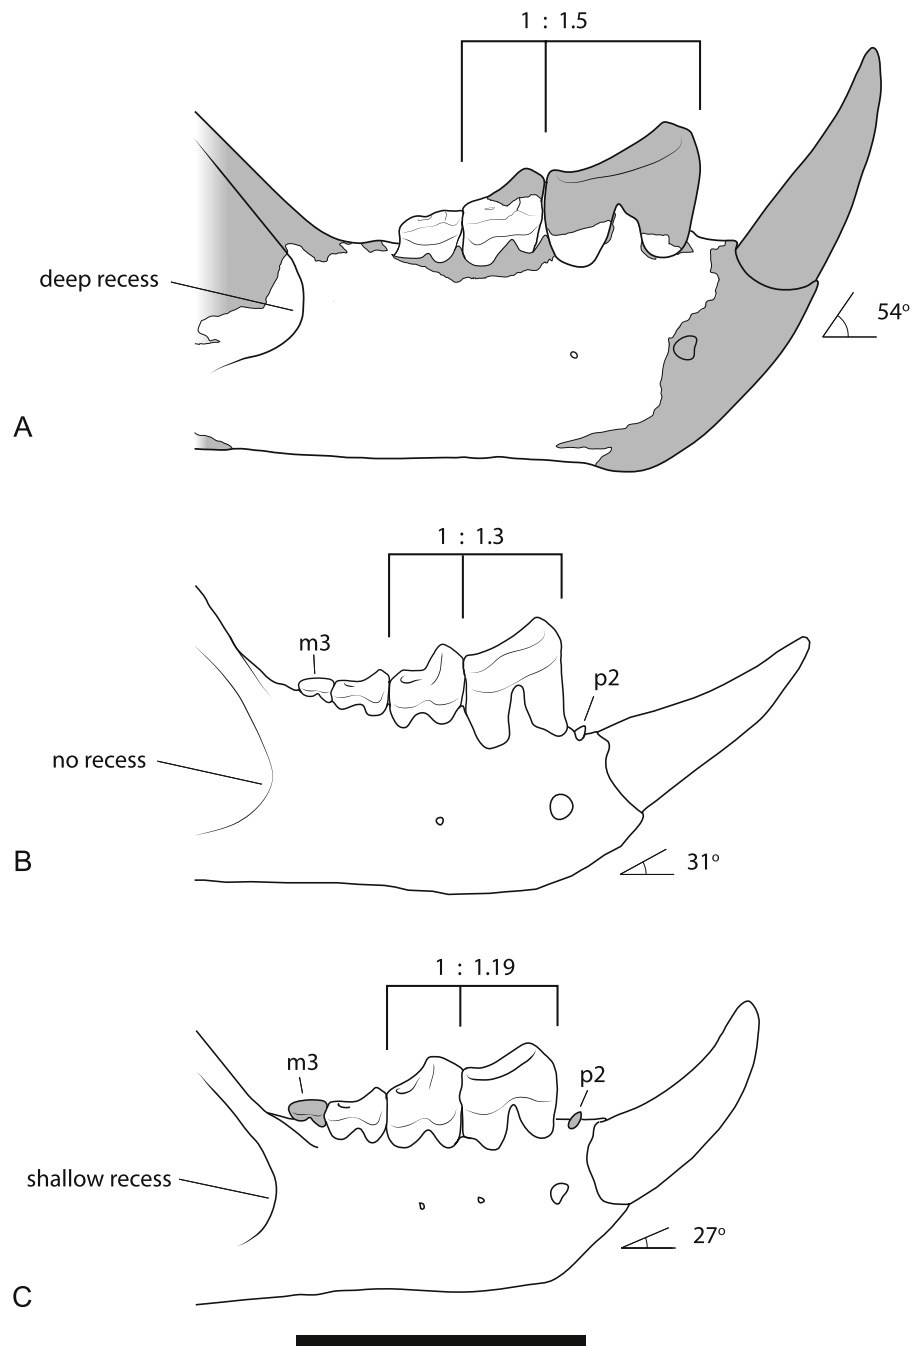 1 : 1.5
deep recess
54°
A
1 : 1.3
m3
p2
no recess
31°
B
1 : 1.19
m3
p2
shallow recess
27°
C